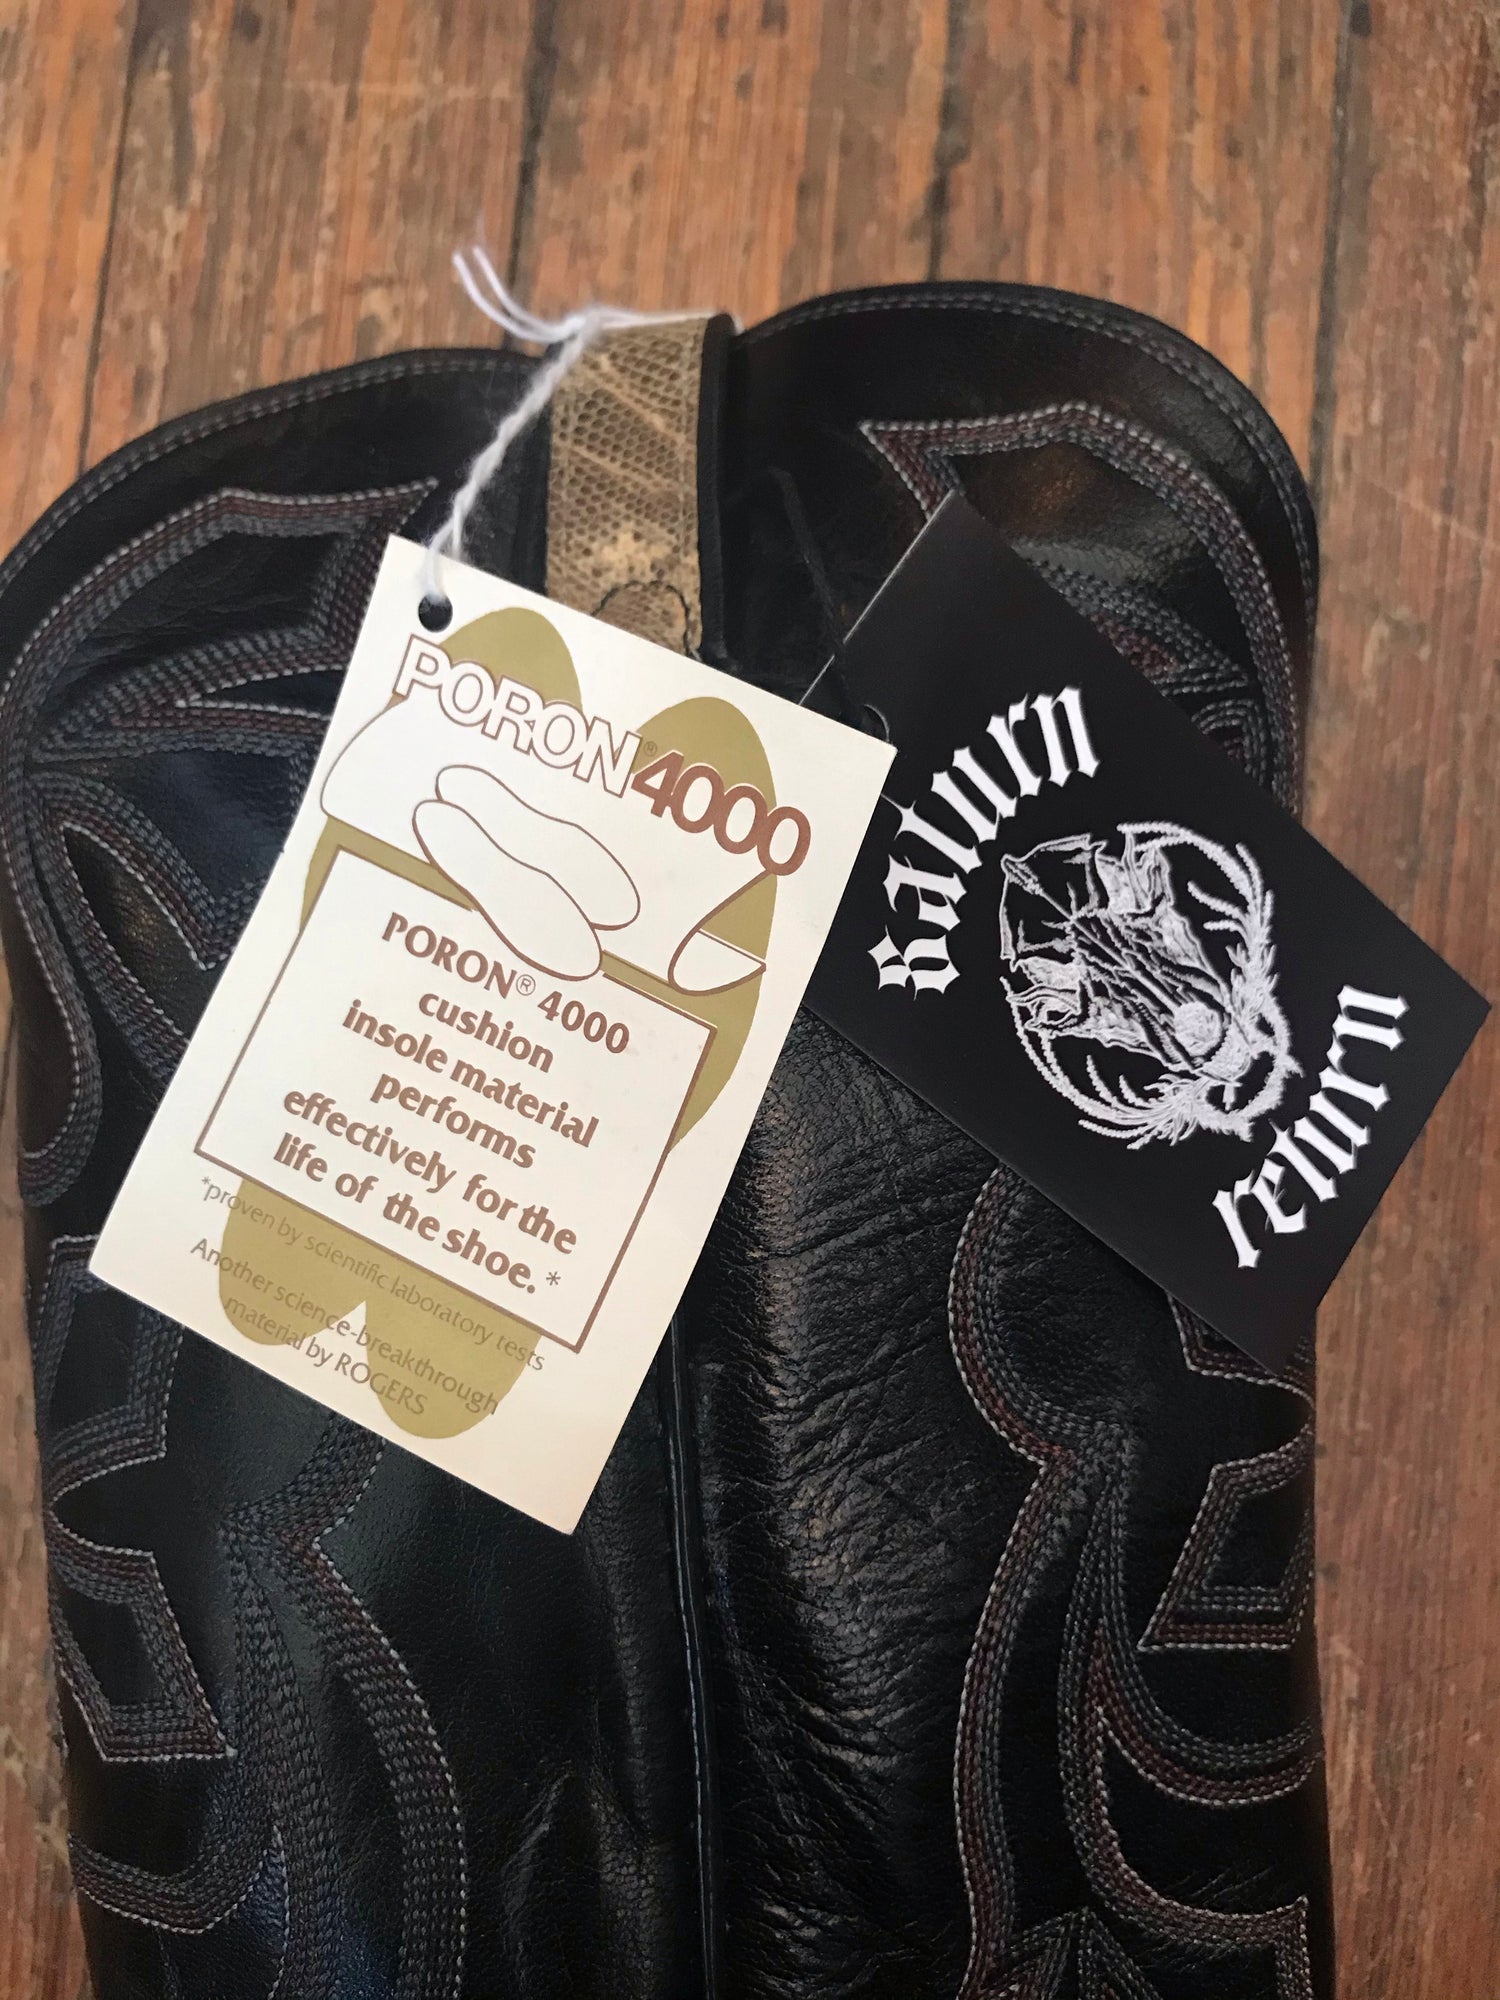 PORON®4000
PORON® 4000
cushion
insole material
performs
effectively for the
life of the shoe.*
*proven by scientific laboratory tests
Another science-breakthrough
material by ROGERS
saturn
return